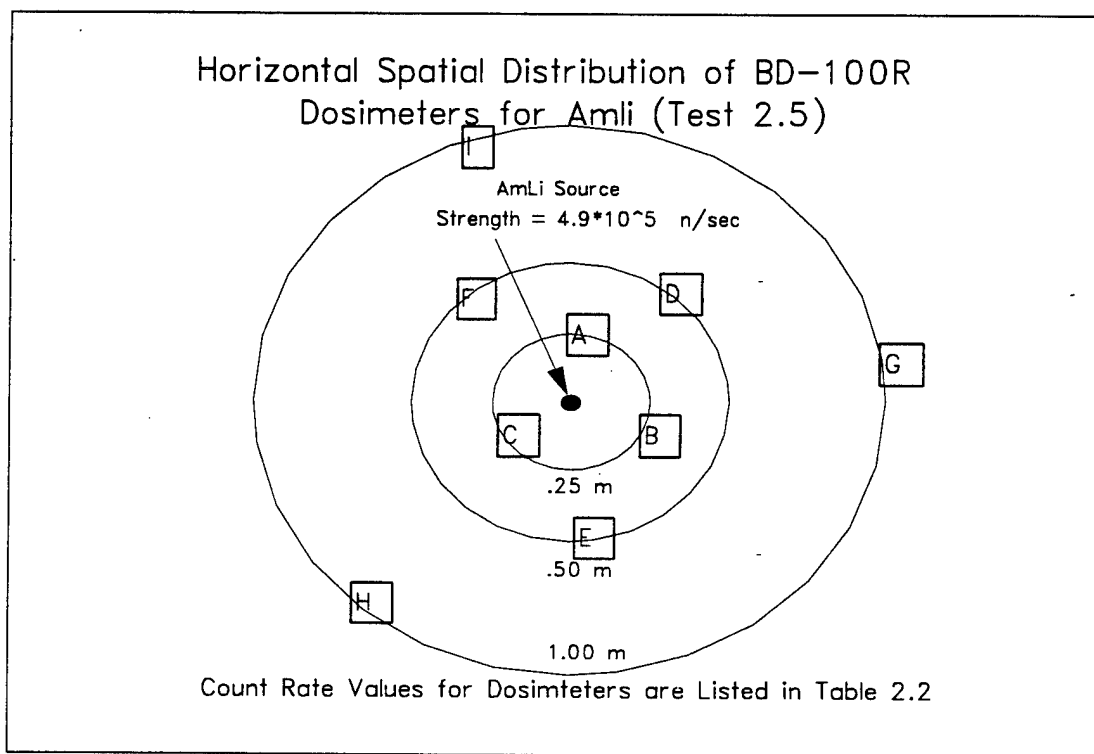 Horizontal Spatial Distribution of BD-100R
Dosimeters for Amli (Test 2.5)
I
AmLi Source
Strength = 4.9*10^5 n/sec
F
D
A
G
C
B
.25 m
E
.50 m
H
1.00 m
Count Rate Values for Dosimteters are Listed in Table 2.2